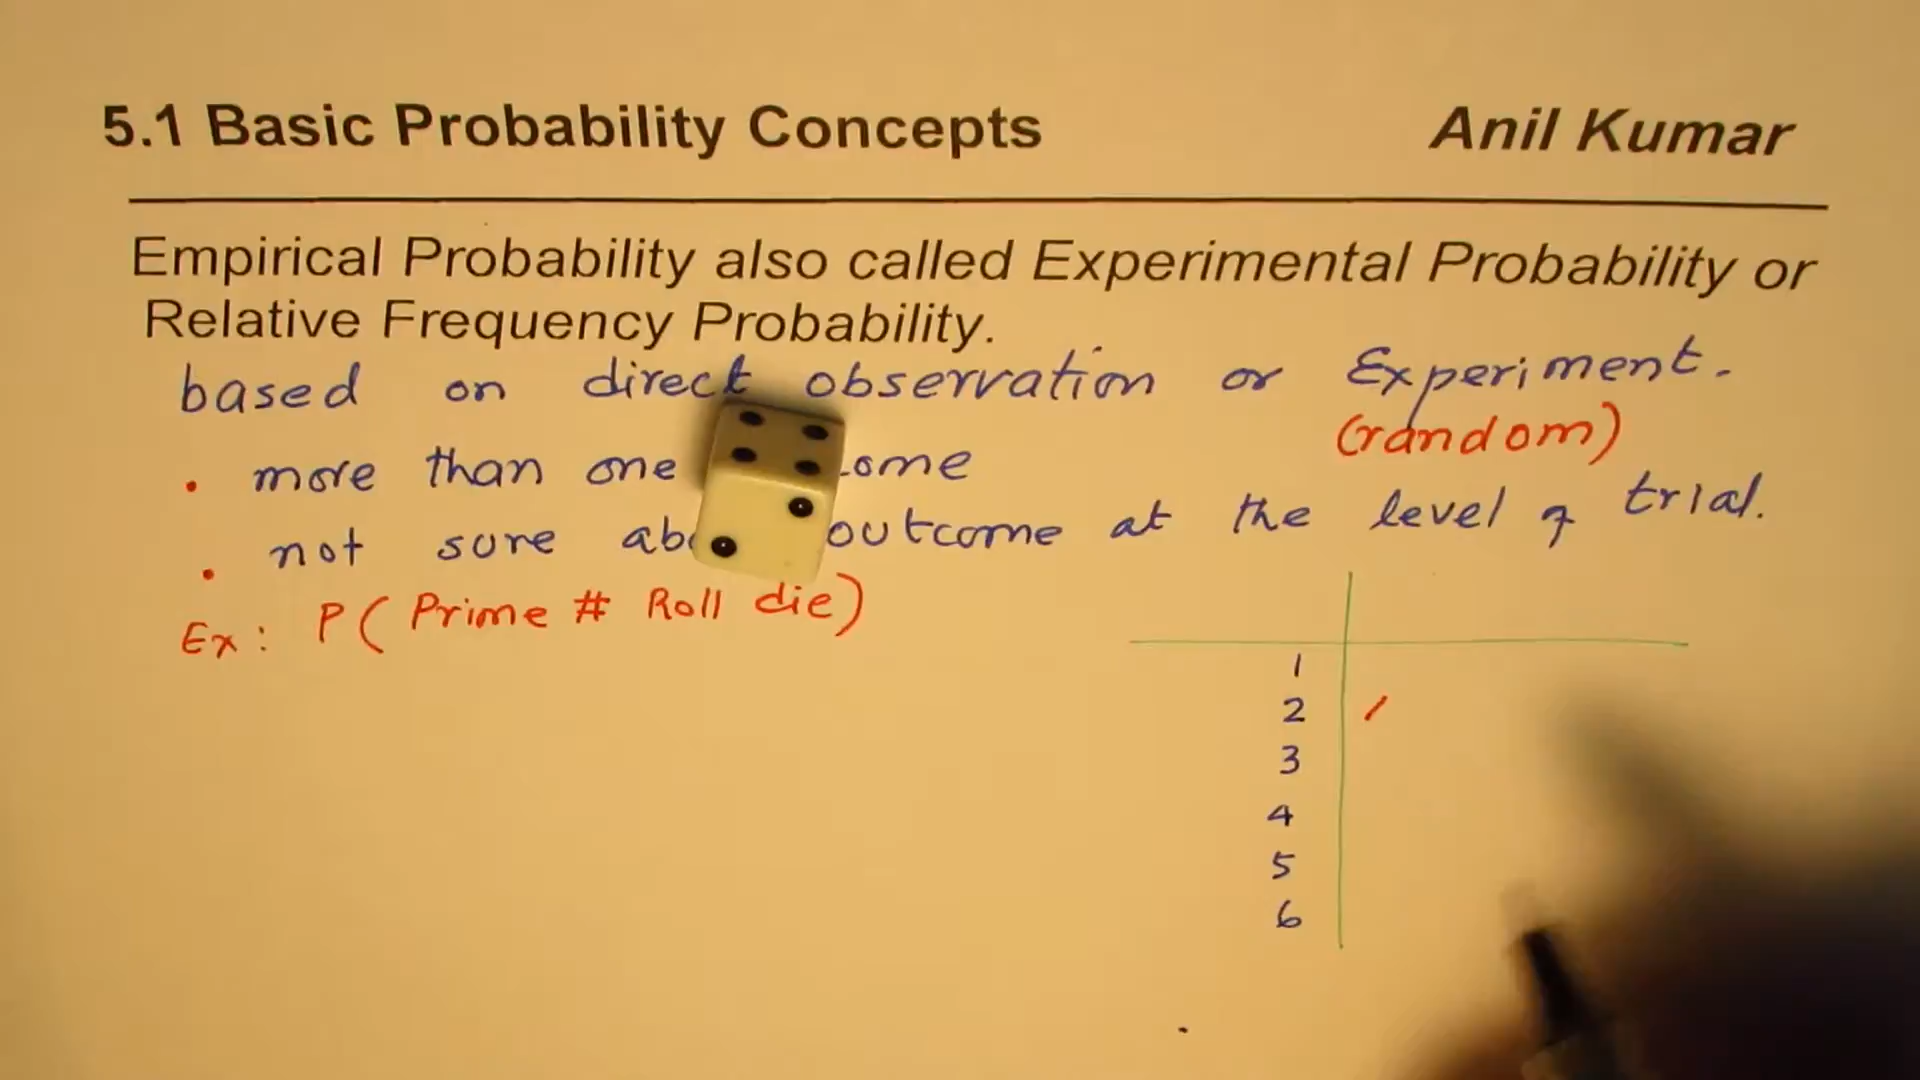 5.1 Basic Probability Concepts Anil Kumar
Empirical Probability also called Experimental Probability or
Relative Frequency Probability.
based on direct observation or Experiment.
(random)
. more than one ome
. not sure outcome at the level of trial.
Ex: P( Prime # Roll die)
1
2 /
3
4
5
6